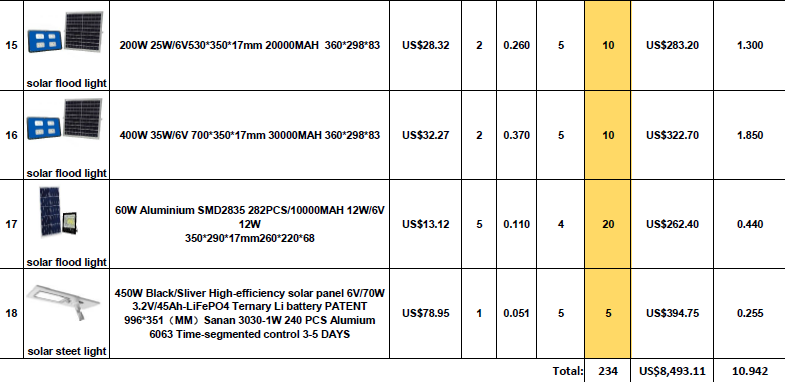 15 solar flood light 200W 25W/6V530*350*17mm 20000MAH 360*298*83 US$28.32 2 0.260 5 10 US$283.20 1.300
16 solar flood light 400W 35W/6V 700*350*17mm 30000MAH 360*298*83 US$32.27 2 0.370 5 10 US$322.70 1.850
17 solar flood light 60W Aluminium SMD2835 282PCS/10000MAH 12W/6V
12W
350*290*17mm260*220*68 US$13.12 5 0.110 4 20 US$262.40 0.440
18 solar steet light 450W Black/Sliver High-efficiency solar panel 6V/70W
3.2V/45Ah-LiFePO4 Ternary Li battery PATENT
996*351（MM）Sanan 3030-1W 240 PCS Alumium
6063 Time-segmented control 3-5 DAYS US$78.95 1 0.051 5 5 US$394.75 0.255
Total: 234 US$8,493.11 10.942